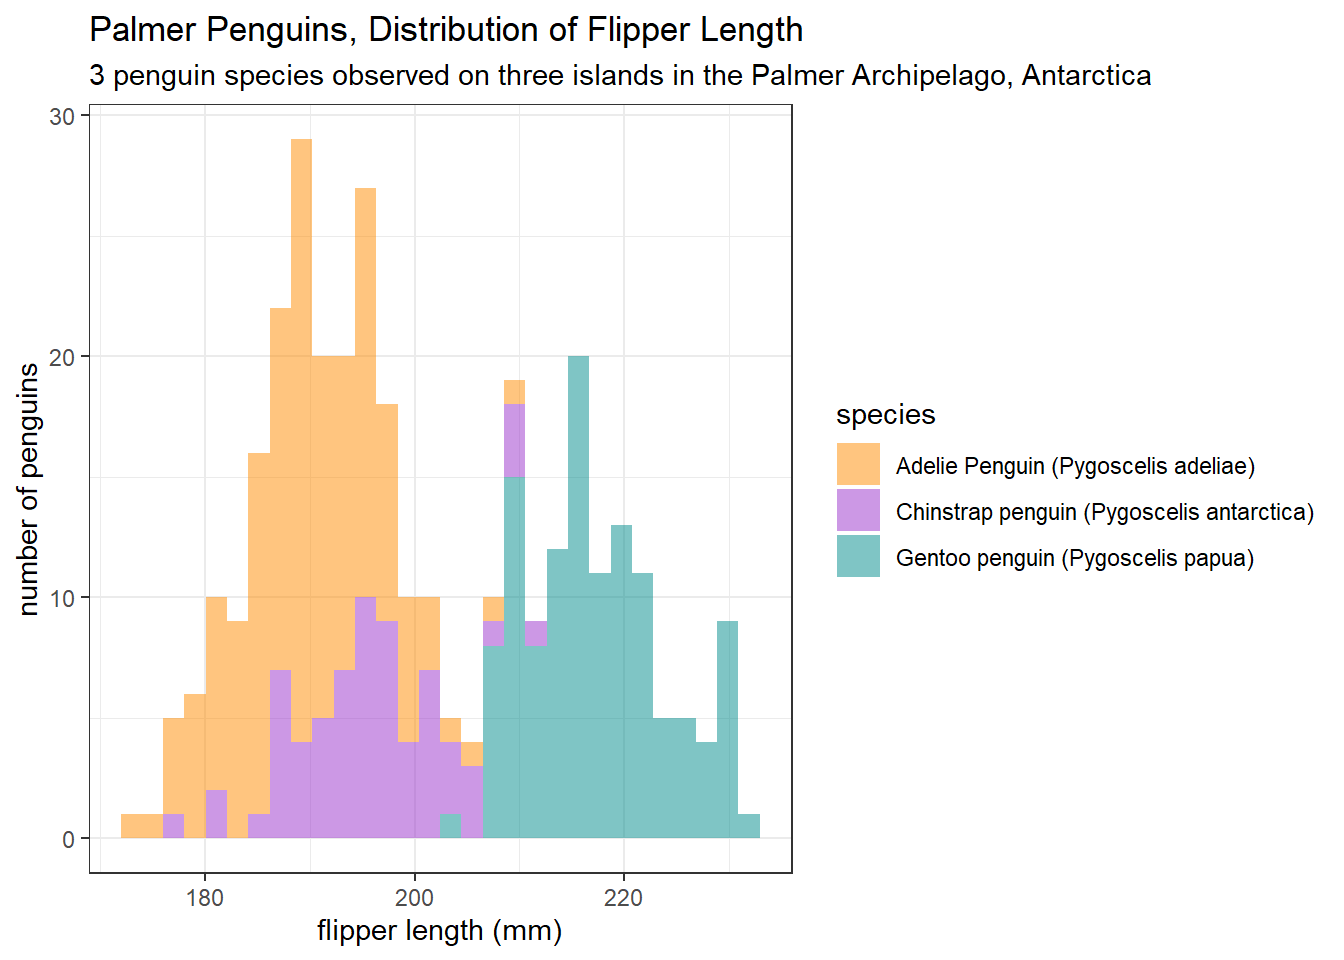 Palmer Penguins, Distribution of Flipper Length
3 penguin species observed on three islands in the Palmer Archipelago, Antarctica
30
20
10
0
number of penguins
180 200 220
flipper length (mm)
species
Adelie Penguin (Pygoscelis adeliae)
Chinstrap penguin (Pygoscelis antarctica)
Gentoo penguin (Pygoscelis papua)